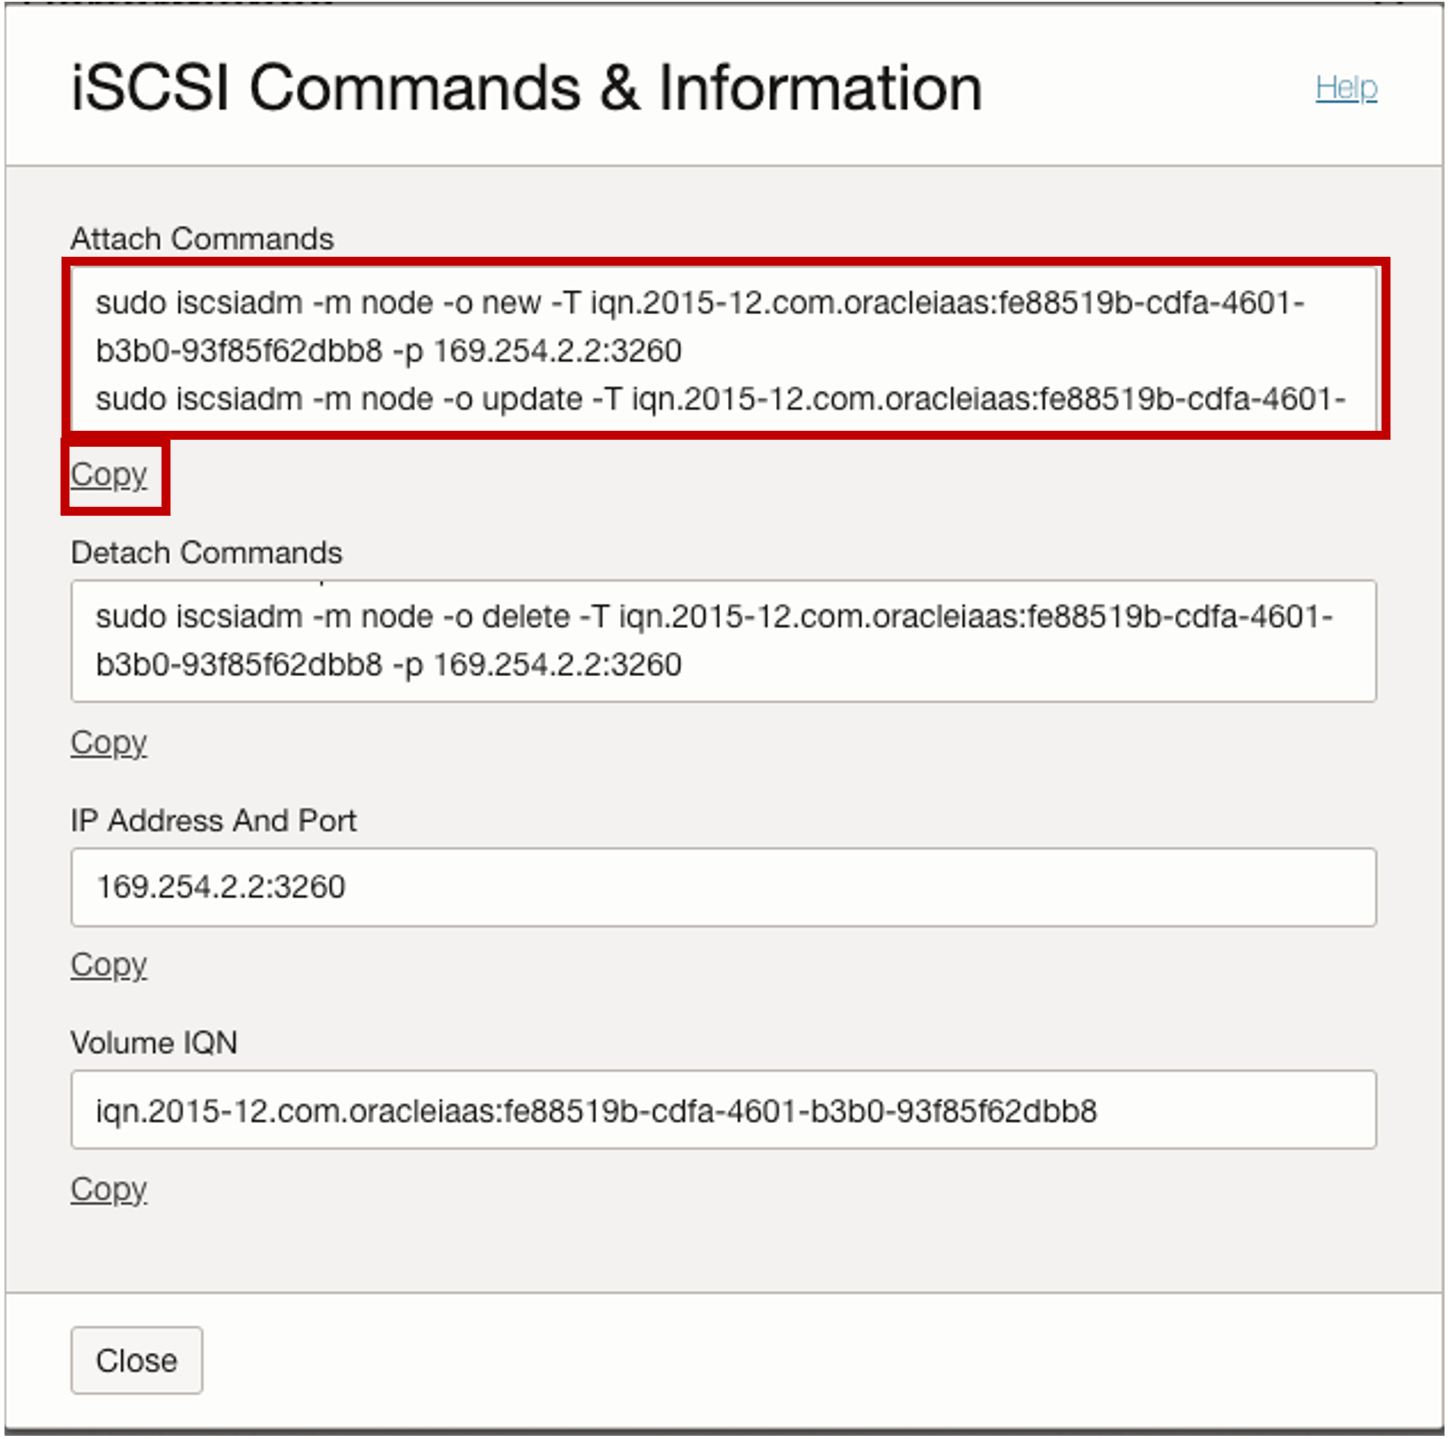 iSCSI Commands & Information
Help
Attach Commands
sudo iscsiadm -m node -o new -T iqn.2015-12.com.oracleiaas:fe88519b-cdfa-4601-
b3b0-93f85f62dbb8 -p 169.254.2.2:3260
sudo iscsiadm -m node -o update -T iqn.2015-12.com.oracleiaas:fe88519b-cdfa-4601-
Copy
Detach Commands
sudo iscsiadm -m node -o delete -T iqn.2015-12.com.oracleiaas:fe88519b-cdfa-4601-
b3b0-93f85f62dbb8 -p 169.254.2.2:3260
Copy
IP Address And Port
169.254.2.2:3260
Copy
Volume IQN
iqn.2015-12.com.oracleiaas:fe88519b-cdfa-4601-b3b0-93f85f62dbb8
Copy
Close